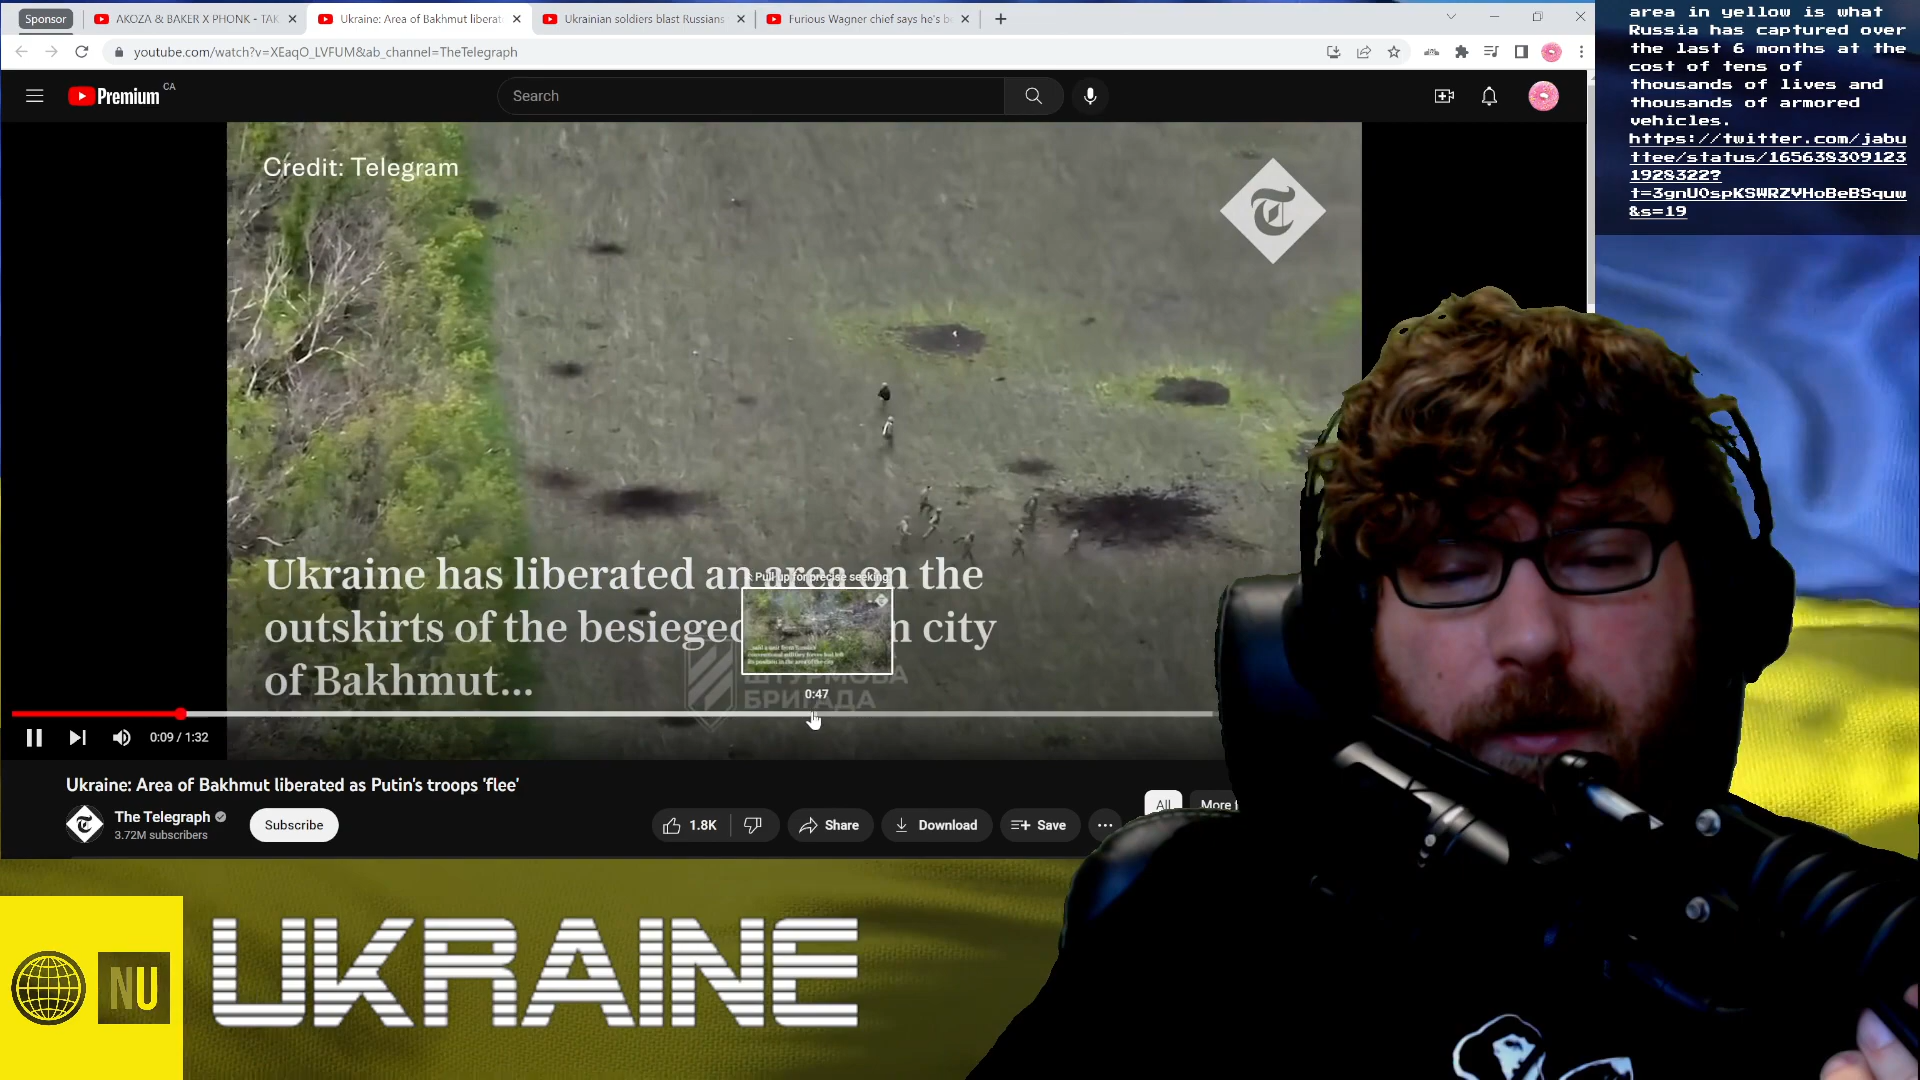 Sponsor
AKOZA & BAKER X PHONK - TAK
Ukraine: Area of Bakhmut liberat
Ukrainian soldiers blast Russians
Furious Wagner chief says he's b
youtube.com/watch?v=XEaqO_LVFUM&ab_channel=TheTelegraph
Premium
CA
Search
Credit: Telegram
Ukraine has liberated an area on the
outskirts of the besieged
n city
of Bakhmut...
Pull up for precise seeking
ШТУРМОВА
БРИГАДА
0:47
0:09 / 1:32
Ukraine: Area of Bakhmut liberated as Putin's troops 'flee'
The Telegraph
3.72M subscribers
Subscribe
1.8K
Share
Download
Save
All
More
area in yellow is what
Russia has captured over
the last 6 months at the
cost of tens of
thousands of lives and
thousands of armored
vehicles.
https://twitter.com/jabu
ttee/status/165638309123
1928322?
t=3gnU0spKSWRZVHoBeBSquw
&s=19
NU
UKRAINE